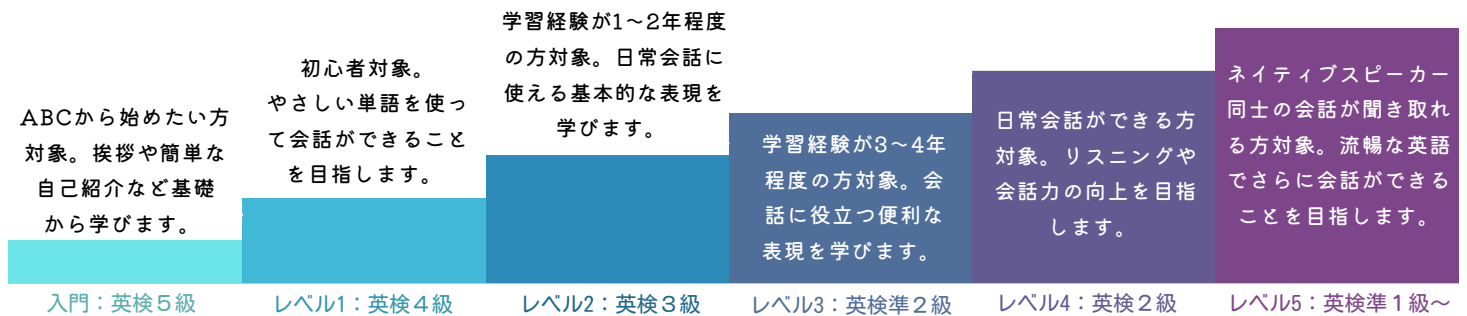 ABCから始めたい方
対象。挨拶や簡単な
自己紹介など基礎
から学びます。
入門：英検５級
初心者対象。
やさしい単語を使っ
て会話ができること
を目指します。
レベル1：英検４級
学習経験が1～2年程度
の方対象。日常会話に
使える基本的な表現を
学びます。
レベル2：英検３級
学習経験が3～4年
程度の方対象。会
話に役立つ便利な
表現を学びます。
レベル3：英検準２級
日常会話ができる方
対象。リスニングや
会話力の向上を目指
します。
レベル4：英検２級
ネイティブスピーカー
同士の会話が聞き取れ
る方対象。流暢な英語
でさらに会話ができる
ことを目指します。
レベル5：英検準１級～